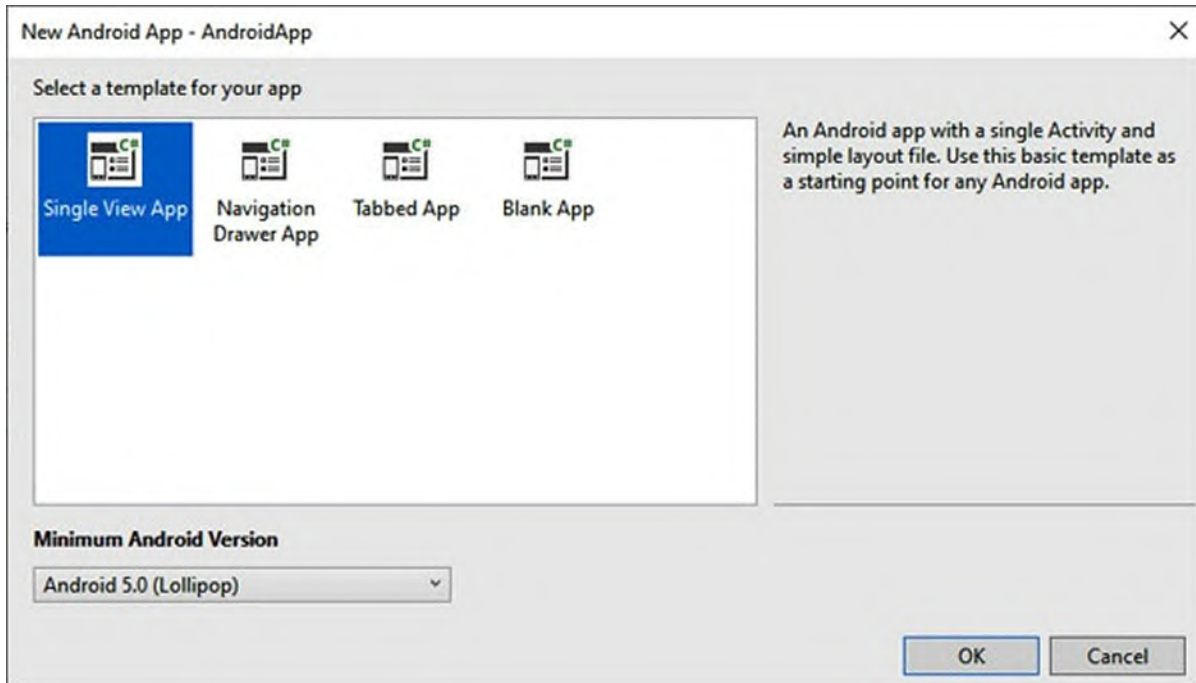 New Android App - AndroidApp
Select a template for your app
C#
Single View App
C#
Navigation
Drawer App
C#
Tabbed App
C#
Blank App
An Android app with a single Activity and
simple layout file. Use this basic template as
a starting point for any Android app.
Minimum Android Version
Android 5.0 (Lollipop)
OK
Cancel